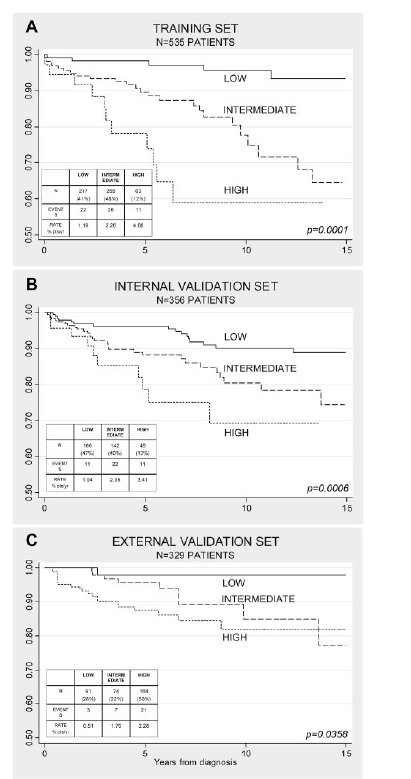 A
TRAINING SET
N=535 PATIENTS
1.00
0.90
0.80
0.70
0.60
0.50
LOW
INTERMEDIATE
HIGH
LOW INTERM EDIATE HIGH
N 217 255 63
(41%) (48%) (12%)
EVENT S 22 26 11
RATE 1.19 2.26
% pts/yr
p=0.0001
0 5 10 15
B
INTERNAL VALIDATION SET
N=356 PATIENTS
1.00
0.90
0.80
0.70
0.60
0.50
LOW
INTERMEDIATE
HIGH
LOW INTERM EDIATE HIGH
N 166 142 48
(47%) (40%) (13%)
EVENT S 22 11
RATE 1.04 3.41
% pts/yr
p=0.0006
0 5 10 15
C
EXTERNAL VALIDATION SET
N=329 PATIENTS
1.00
0.90
0.80
0.70
0.60
0.50
LOW
INTERMEDIATE
HIGH
LOW INTERM EDIATE HIGH
N 91 74 164
(28%) (22%) (50%)
EVENT S 3 7 21
RATE 0.51 2.28
% pts/yr
p=0.0358
0 5 10 15
Years from diagnosis